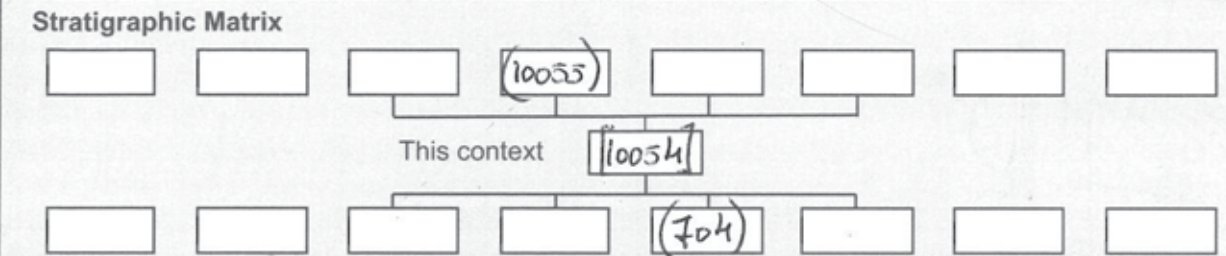 Stratigraphic Matrix
(10055)
This context [10054]
(704)